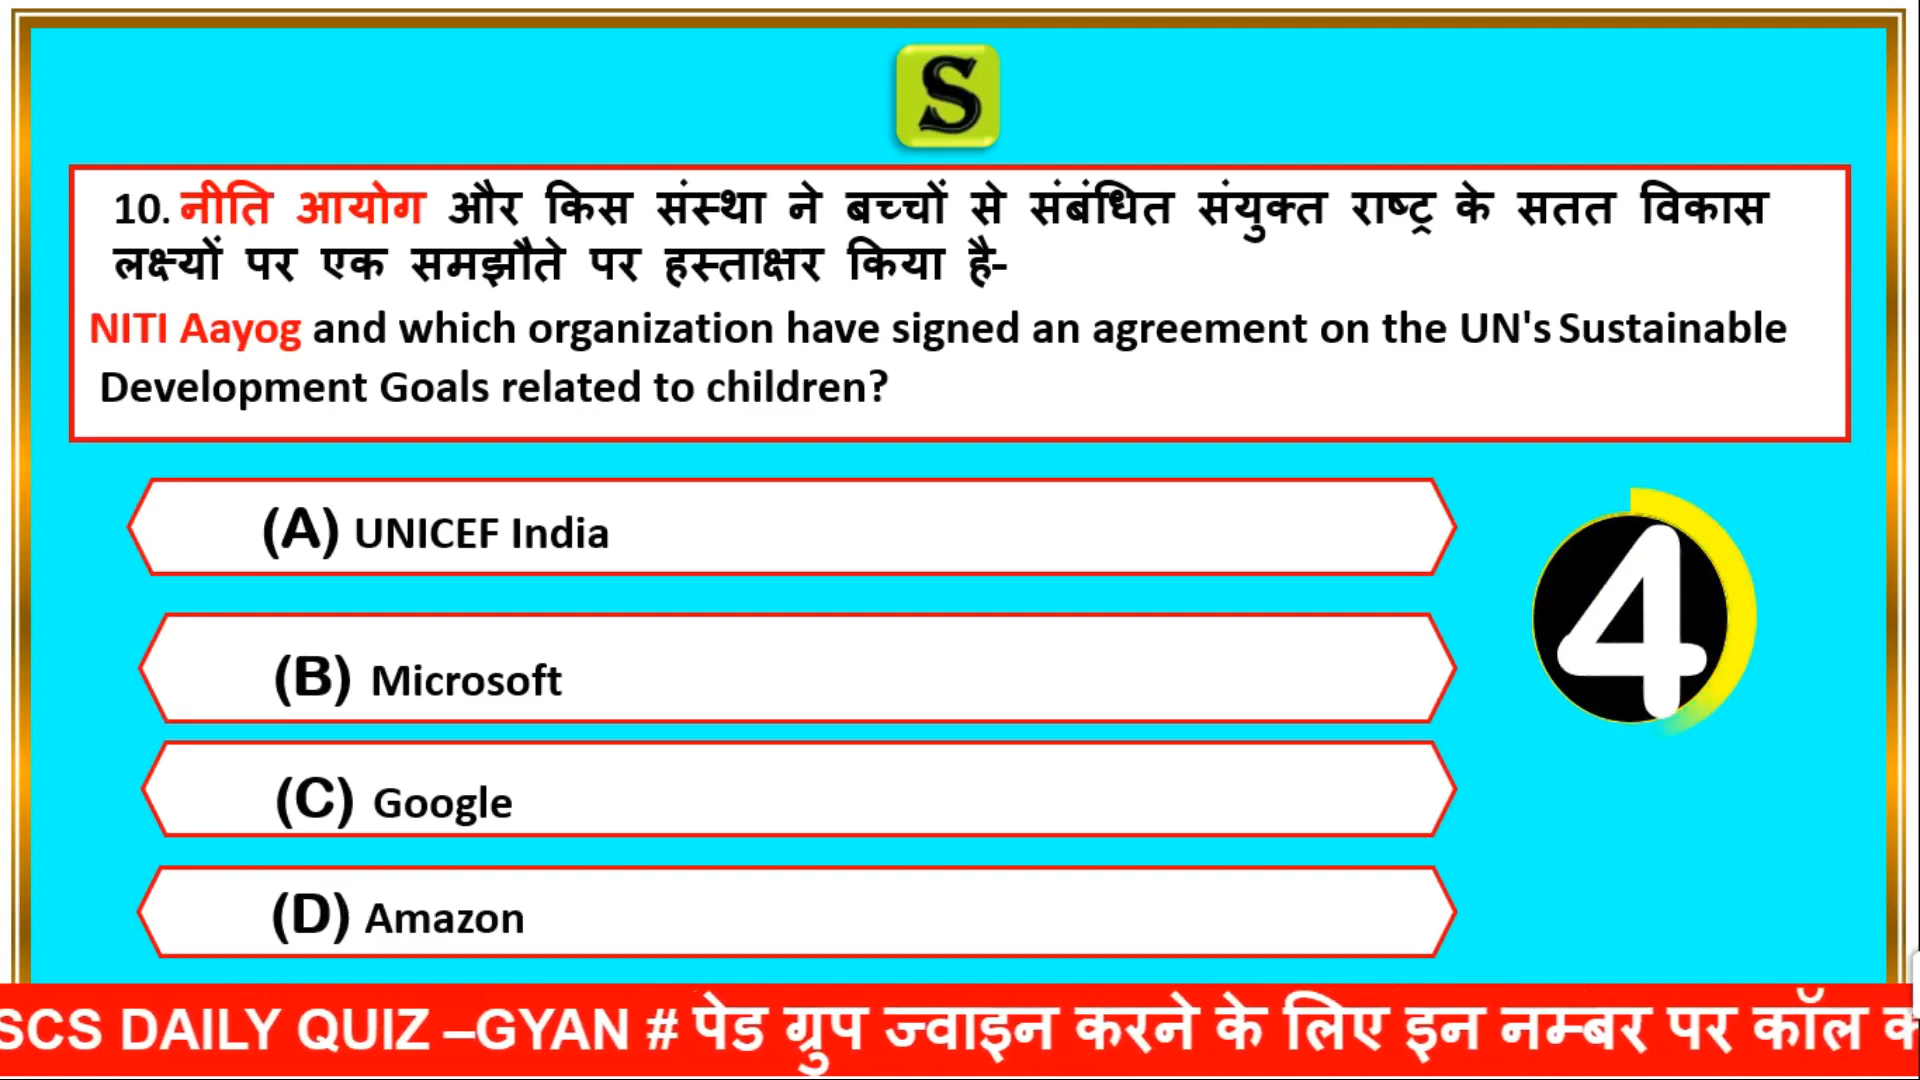 S
10. नीति आयोग और किस संस्था ने बच्चों से संबंधित संयुक्त राष्ट्र के सतत विकास
लक्ष्यों पर एक समझौते पर हस्ताक्षर किया है-
NITI Aayog and which organization have signed an agreement on the UN's Sustainable
Development Goals related to children?
(A) UNICEF India
4
(B) Microsoft
(C) Google
(D) Amazon
SCS DAILY QUIZ –GYAN # पेड ग्रुप ज्वाइन करने के लिए इन नम्बर पर कॉल